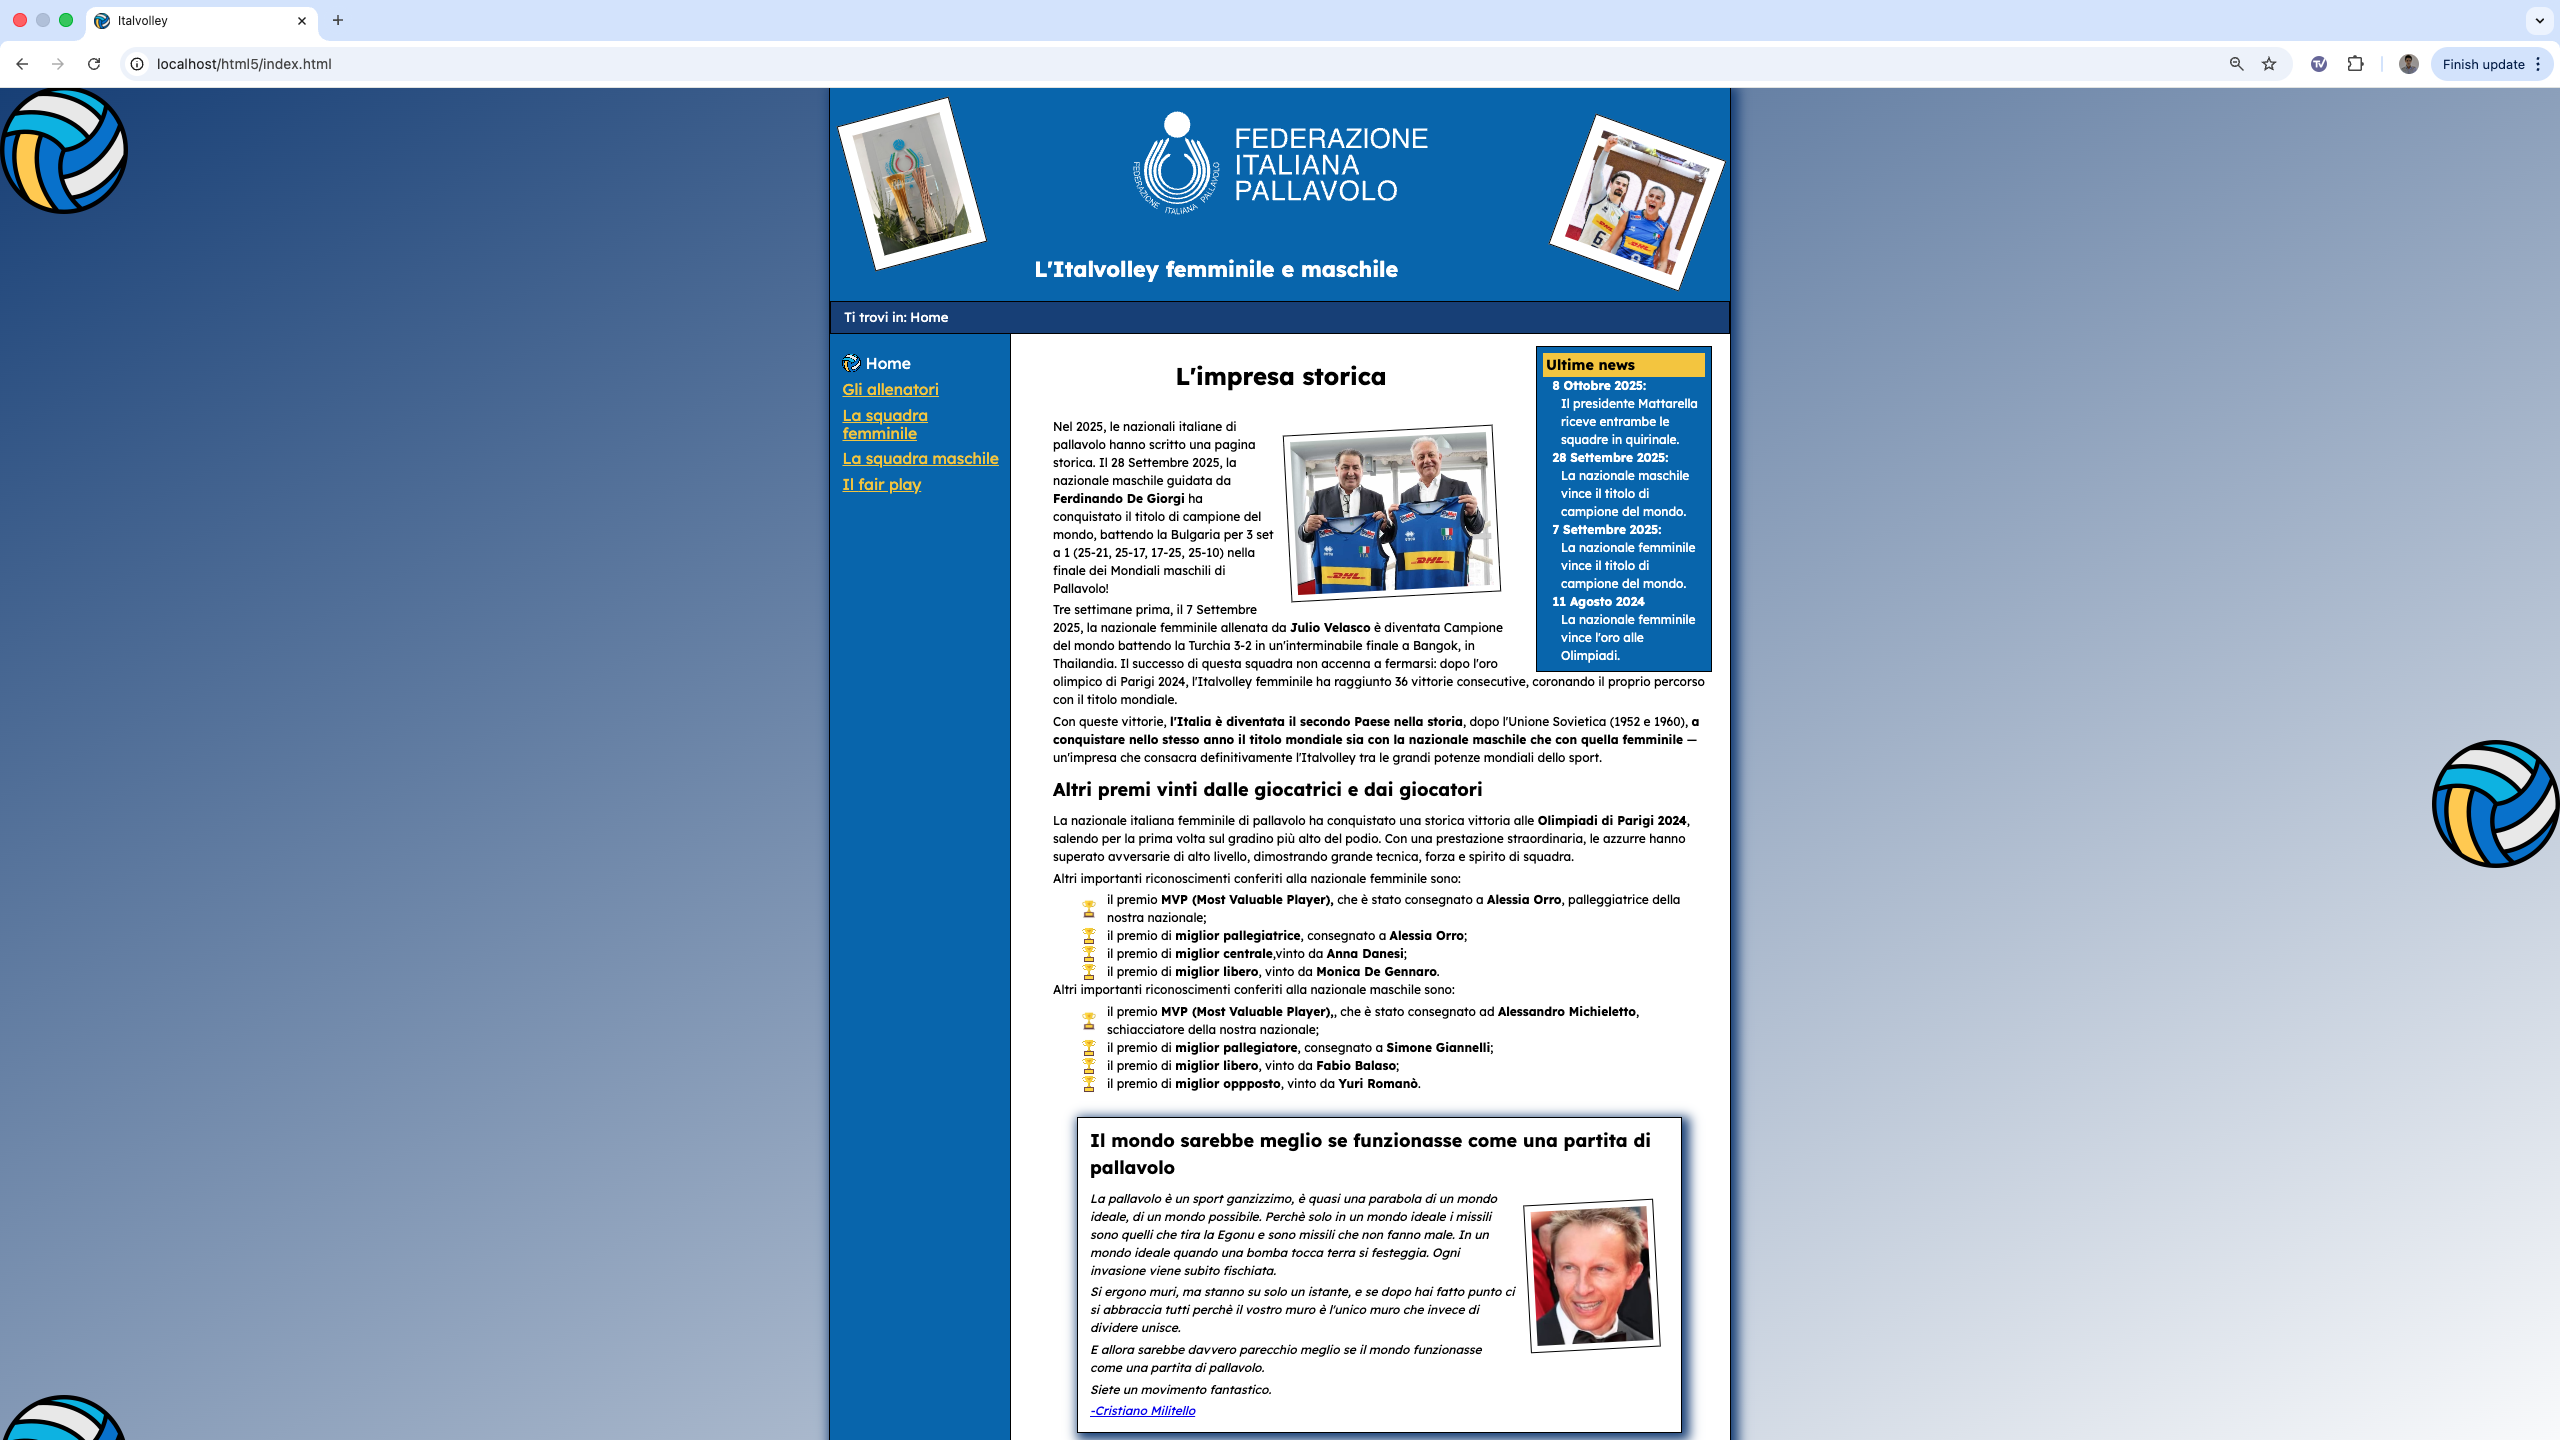 Italvolley
localhost/html5/index.html
Finish update
FEDERAZIONE
ITALIANA
PALLAVOLO
FEDERAZIONE ITALIANA PALLAVOLO
L'Italvolley femminile e maschile
Ti trovi in: Home
Home
Gli allenatori
La squadra
femminile
La squadra maschile
Il fair play
L'impresa storica
Nel 2025, le nazionali italiane di
pallavolo hanno scritto una pagina
storica. Il 28 Settembre 2025, la
nazionale maschile guidata da
Ferdinando De Giorgi ha
conquistato il titolo di campione del
mondo, battendo la Bulgaria per 3 set
a 1 (25-21, 25-17, 17-25, 25-10) nella
finale dei Mondiali maschili di
Pallavolo!
Tre settimane prima, il 7 Settembre
2025, la nazionale femminile allenata da Julio Velasco è diventata Campione
del mondo battendo la Turchia 3-2 in un'interminabile finale a Bangok, in
Thailandia. Il successo di questa squadra non accenna a fermarsi: dopo l'oro
olimpico di Parigi 2024, l'Italvolley femminile ha raggiunto 36 vittorie consecutive, coronando il proprio percorso
con il titolo mondiale.
Con queste vittorie, l'Italia è diventata il secondo Paese nella storia, dopo l'Unione Sovietica (1952 e 1960), a
conquistare nello stesso anno il titolo mondiale sia con la nazionale maschile che con quella femminile —
un'impresa che consacra definitivamente l'Italvolley tra le grandi potenze mondiali dello sport.
Ultime news
8 Ottobre 2025:
Il presidente Mattarella
riceve entrambe le
squadre in quirinale.
28 Settembre 2025:
La nazionale maschile
vince il titolo di
campione del mondo.
7 Settembre 2025:
La nazionale femminile
vince il titolo di
campione del mondo.
11 Agosto 2024
La nazionale femminile
vince l'oro alle
Olimpiadi.
DHL
DHL
ITA
ITA
6
DHL
DHL
Altri premi vinti dalle giocatrici e dai giocatori
La nazionale italiana femminile di pallavolo ha conquistato una storica vittoria alle Olimpiadi di Parigi 2024,
salendo per la prima volta sul gradino più alto del podio. Con una prestazione straordinaria, le azzurre hanno
superato avversarie di alto livello, dimostrando grande tecnica, forza e spirito di squadra.
Altri importanti riconoscimenti conferiti alla nazionale femminile sono:
il premio MVP (Most Valuable Player), che è stato consegnato a Alessia Orro, palleggiatrice della
nostra nazionale;
il premio di miglior pallegiatrice, consegnato a Alessia Orro;
il premio di miglior centrale,vinto da Anna Danesi;
il premio di miglior libero, vinto da Monica De Gennaro.
Altri importanti riconoscimenti conferiti alla nazionale maschile sono:
il premio MVP (Most Valuable Player),, che è stato consegnato ad Alessandro Michieletto,
schiacciatore della nostra nazionale;
il premio di miglior pallegiatore, consegnato a Simone Giannelli;
il premio di miglior libero, vinto da Fabio Balaso;
il premio di miglior oppposto, vinto da Yuri Romanò.
Il mondo sarebbe meglio se funzionasse come una partita di
pallavolo
La pallavolo è un sport ganzizzimo, è quasi una parabola di un mondo
ideale, di un mondo possibile. Perchè solo in un mondo ideale i missili
sono quelli che tira la Egonu e sono missili che non fanno male. In un
mondo ideale quando una bomba tocca terra si festeggia. Ogni
invasione viene subito fischiata.
Si ergono muri, ma stanno su solo un istante, e se dopo hai fatto punto ci
si abbraccia tutti perchè il vostro muro è l'unico muro che invece di
dividere unisce.
E allora sarebbe davvero parecchio meglio se il mondo funzionasse
come una partita di pallavolo.
Siete un movimento fantastico.
-Cristiano Militello